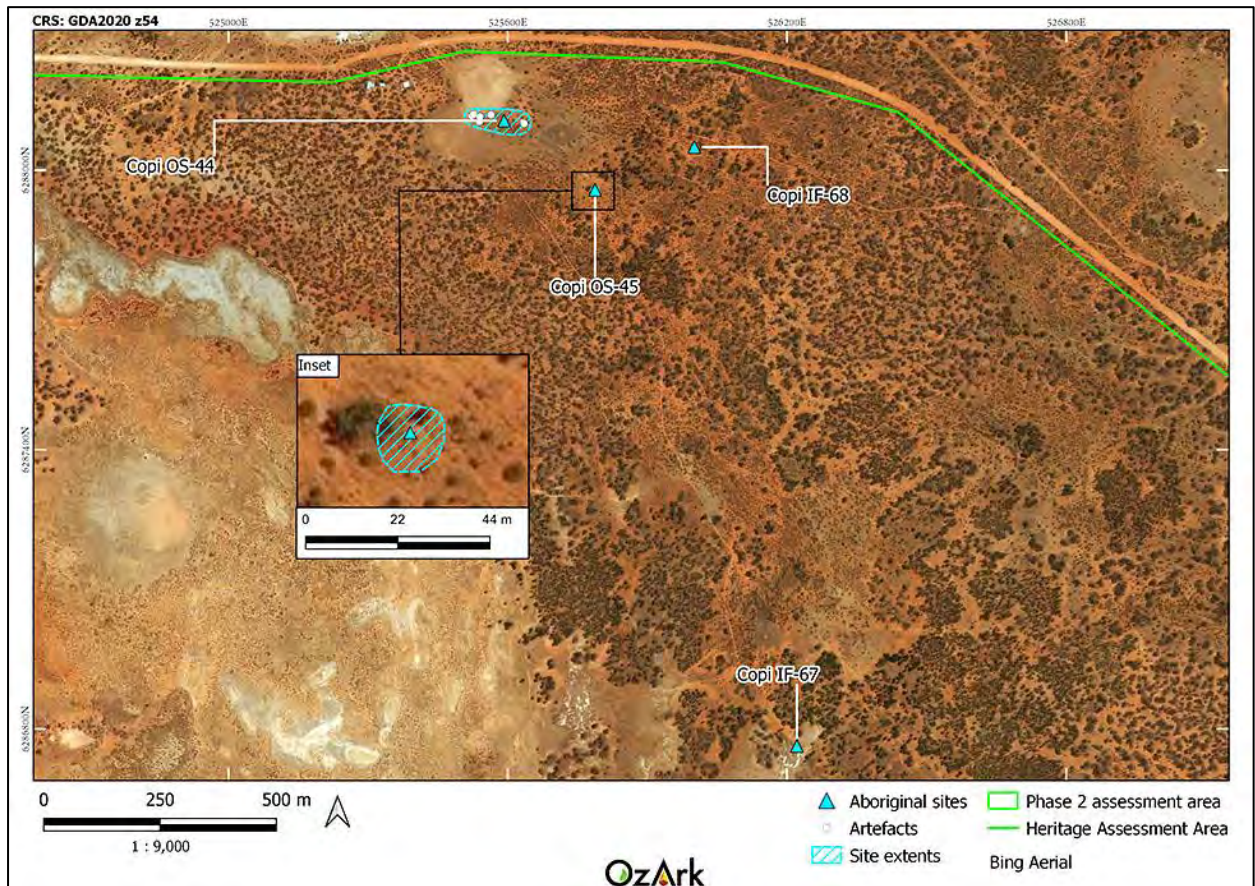 CRS: GDA2020 z54
525000E
525600E
526200E
526800E
6288000N
6287400N
6286800N
Copi OS-44
Copi IF-68
Copi OS-45
Inset
0 22 44 m
Copi IF-67
0 250 500 m
1 : 9,000
Aboriginal sites
Artefacts
Site extents
Phase 2 assessment area
Heritage Assessment Area
Bing Aerial
OzArk